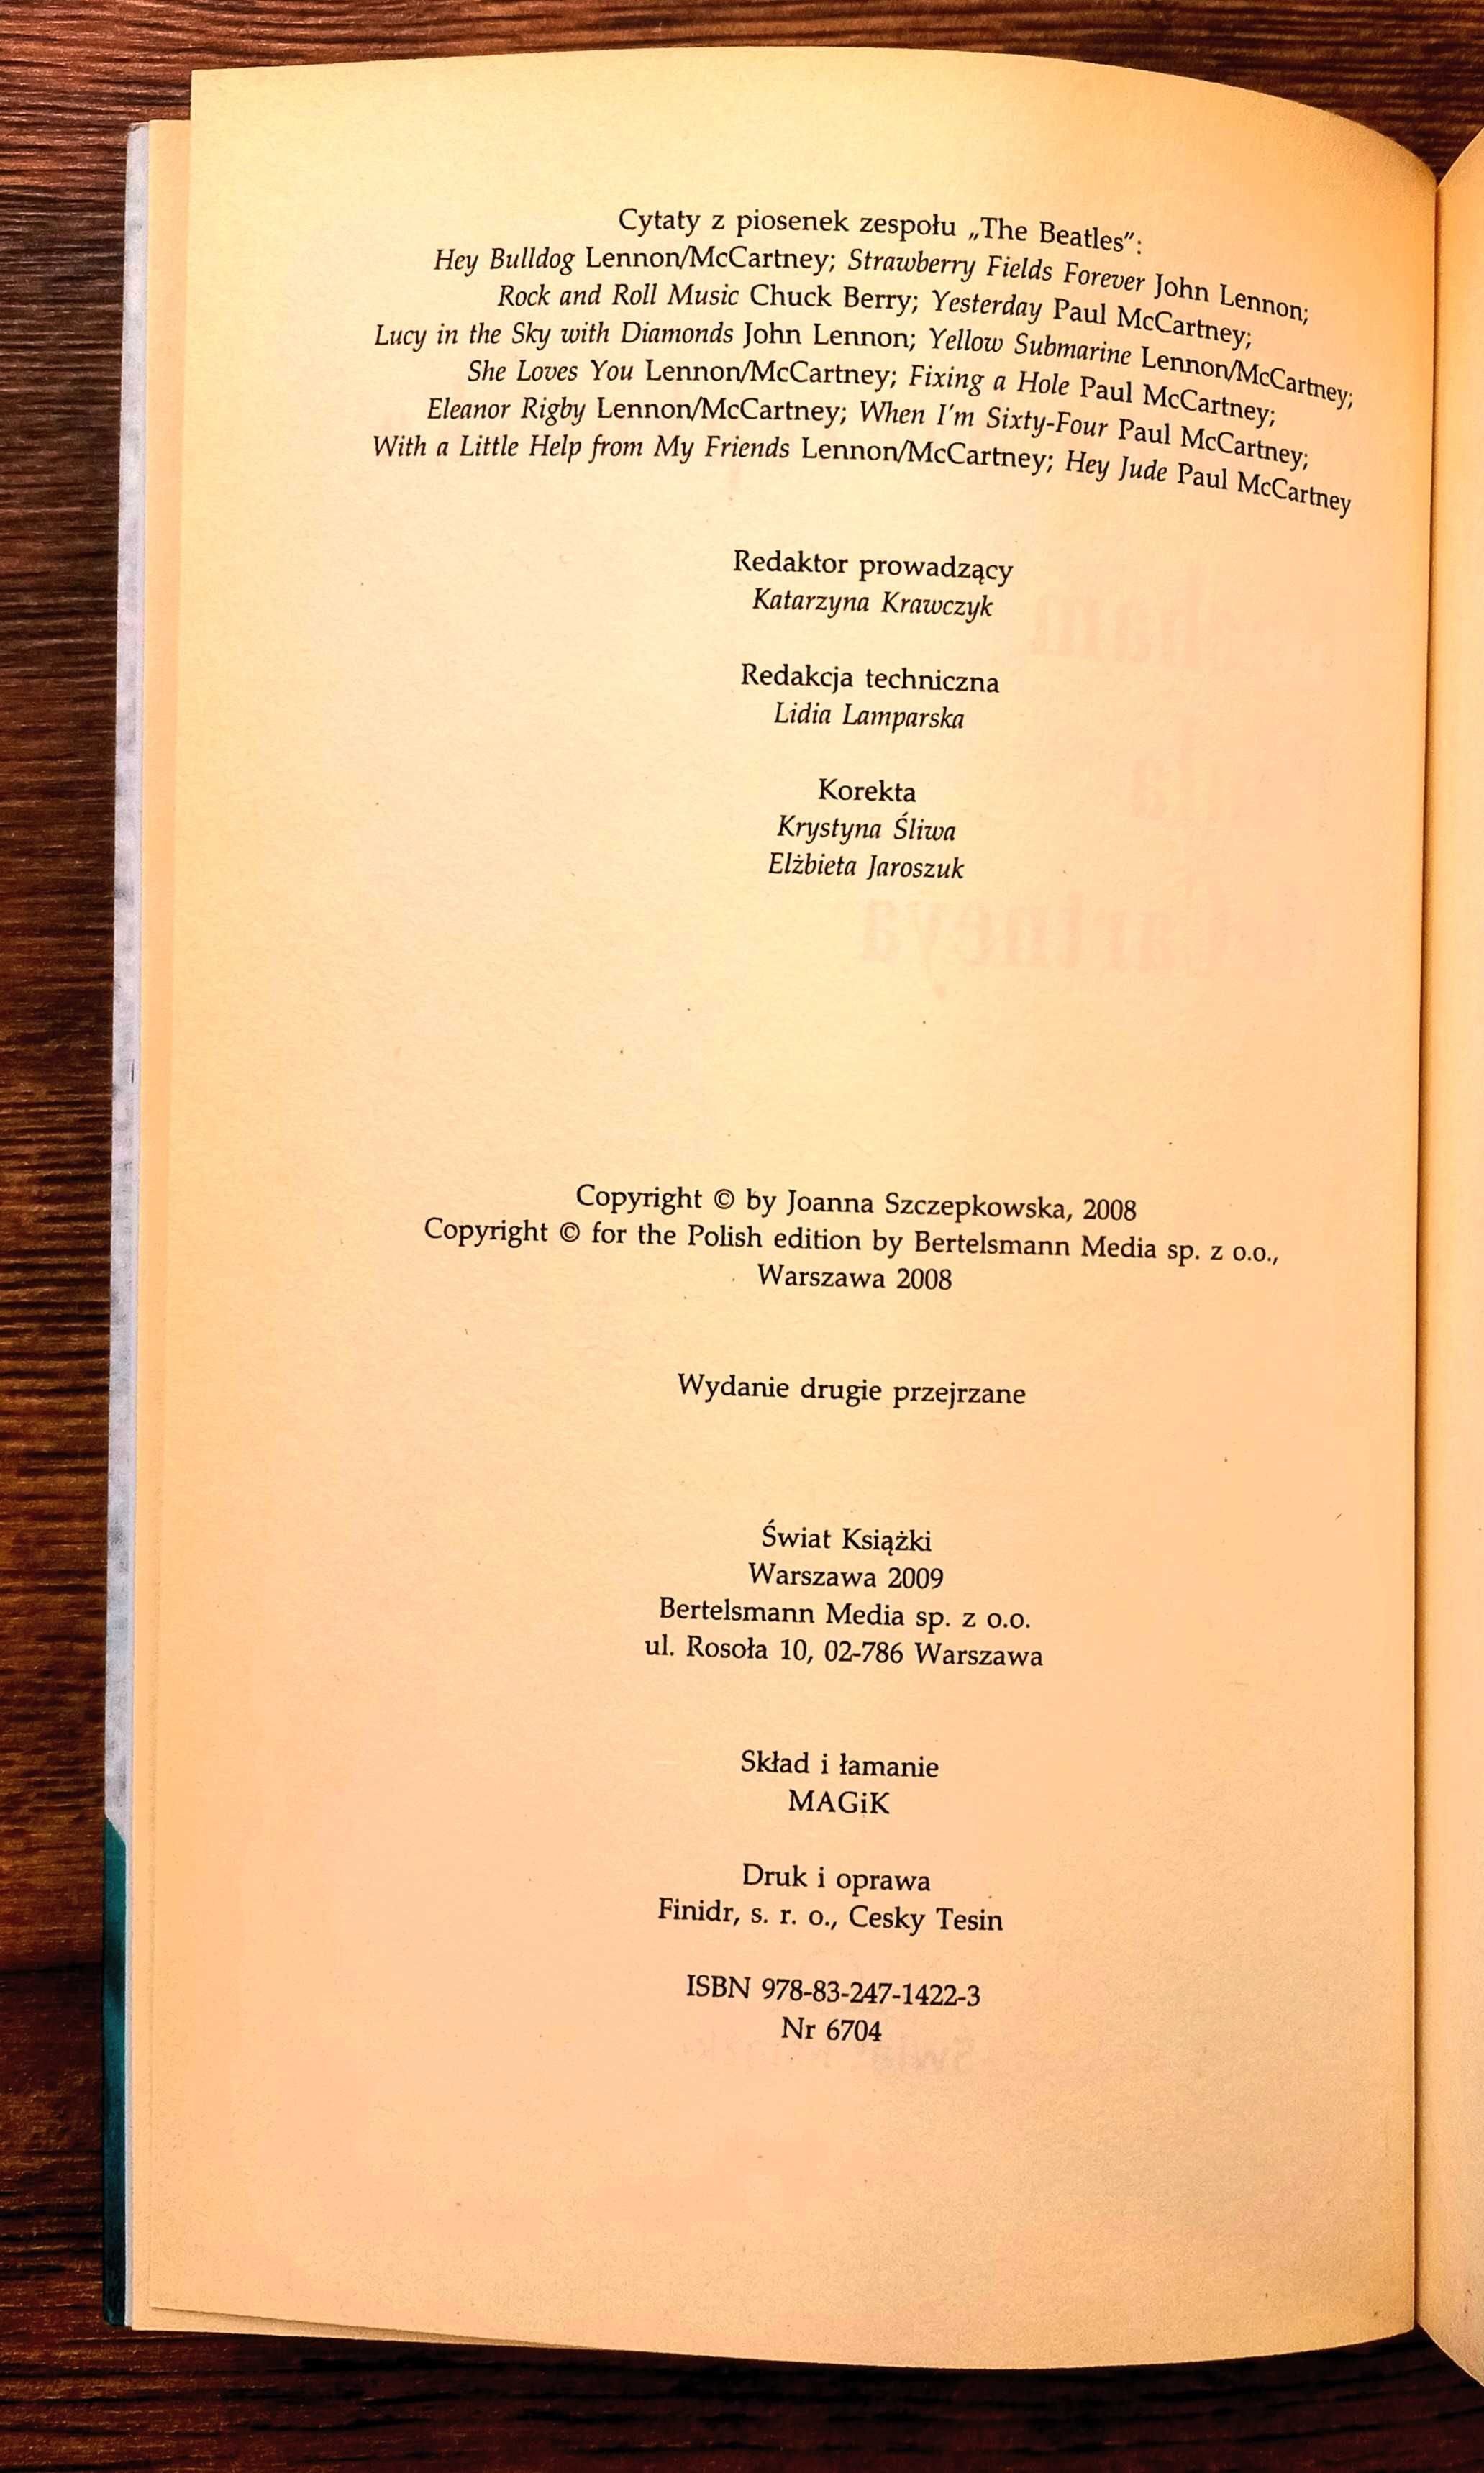 Cytaty z piosenek zespołu „The Beatles”:
Hey Bulldog Lennon/McCartney; Strawberry Fields Forever John Lennon;
Rock and Roll Music Chuck Berry; Yesterday Paul McCartney;
Lucy in the Sky with Diamonds John Lennon; Yellow Submarine Lennon/McCartney;
She Loves You Lennon/McCartney; Fixing a Hole Paul McCartney;
Eleanor Rigby Lennon/McCartney; When I'm Sixty-Four Paul McCartney;
With a Little Help from My Friends Lennon/McCartney; Hey Jude Paul McCartney
Redaktor prowadzący
Katarzyna Krawczyk
Redakcja techniczna
Lidia Lamparska
Korekta
Krystyna Śliwa
Elżbieta Jaroszuk
Copyright © by Joanna Szczepkowska, 2008
Copyright © for the Polish edition by Bertelsmann Media sp. z o.o.,
Warszawa 2008
Wydanie drugie przejrzane
Świat Książki
Warszawa 2009
Bertelsmann Media sp. z o.o.
ul. Rosoła 10, 02-786 Warszawa
Skład i łamanie
MAGiK
Druk i oprawa
Finidr, s. r. o., Cesky Tesin
ISBN 978-83-247-1422-3
Nr 6704